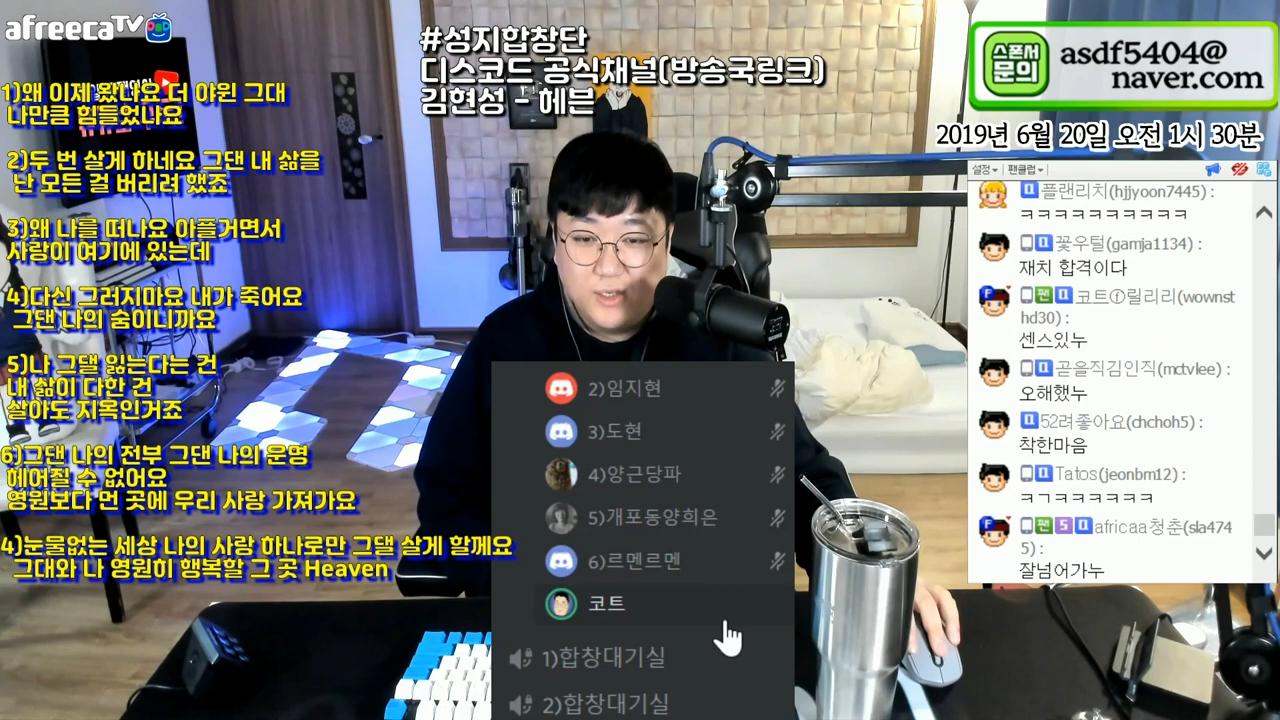 afreecaTV
#성지합창단
디스코드 공식채널(방송국링크)
김현성 - 헤븐
스폰서
문의
asdf5404@
naver.com
2019년 6월 20일 오전 1시 30분
1)왜 이제 왔나요 더 야윈 그대
나만큼 힘들었나요
2)두 번 살게 하네요 그댄 내 삶을
난 모든 걸 버리려 했죠
3)왜 나를 떠나요 아플거면서
사랑이 여기에 있는데
4)다신 그러지마요 내가 죽어요
그댄 나의 숨이니까요
5)나 그댈 잃는다는 건
내 삶이 다한 건
살아도 지옥인거죠
6)그댄 나의 전부 그댄 나의 운명
헤어질 수 없어요
영원보다 먼 곳에 우리 사랑 가져가요
4)눈물없는 세상 나의 사랑 하나로만 그댈 살게 할께요
그대와 나 영원히 행복할 그 곳 Heaven
2)임지현
3)도현
4)양근당파
5)개포동양희은
6)르멘르멘
코트
1)합창대기실
2)합창대기실
설정 팬클럽
플랜리치(hjjyoon7445) :
ㅋㅋㅋㅋㅋㅋㅋㅋㅋㅋ
꽃우털(gamja1134) :
재치 합격이다
팬 코트ⓕ릴리리(wownst
hd30) :
센스있누
곧을직김인직(mctvlee) :
오해했누
52려좋아요(chchoh5) :
착한마음
Tatos(jeonbm12) :
ㅋㄱㅋㅋㅋㅋㅋㅋ
팬 S africaa청춘(sla474
5) :
잘넘어가누